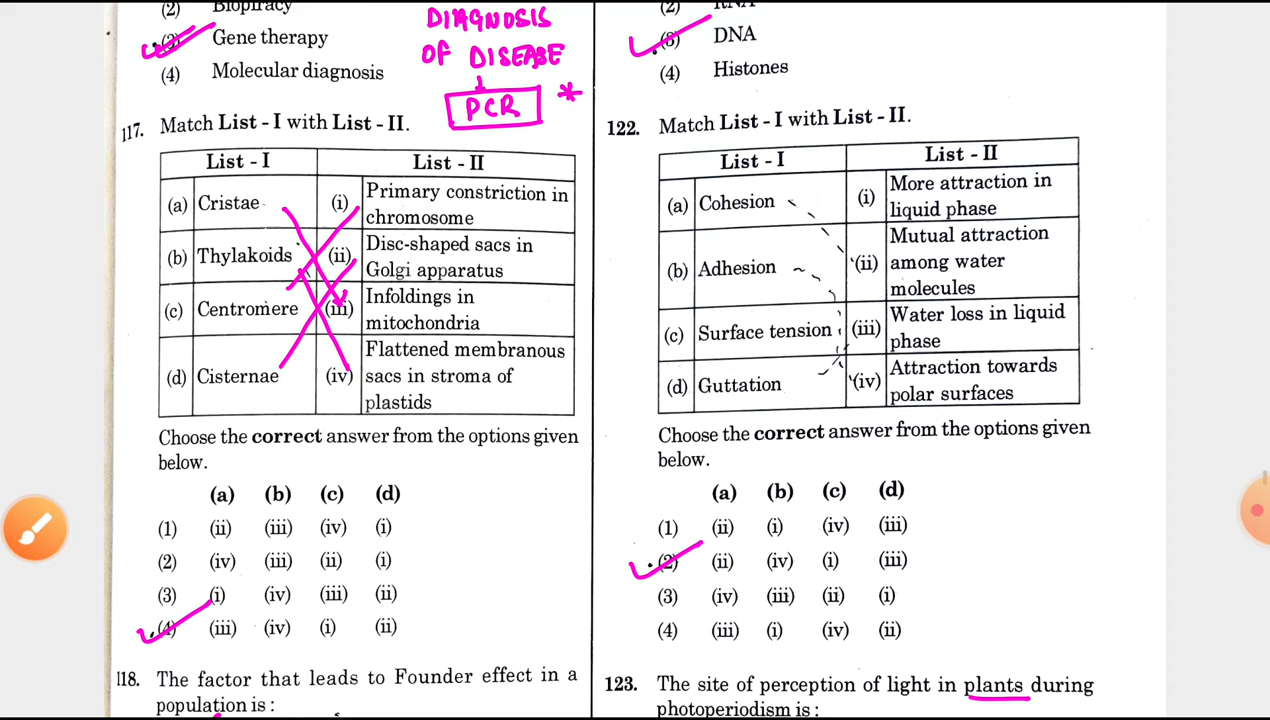 (2) Biopiracy
(3) Gene therapy
(4) Molecular diagnosis
DIAGNOSIS
OF DISEASE
PCR *
117. Match List - I with List - II.
List - I List - II
(a) Cristae (i) Primary constriction in
chromosome
(b) Thylakoids (ii) Disc-shaped sacs in
Golgi apparatus
(c) Centromere (iii) Infoldings in
mitochondria
(d) Cisternae (iv) Flattened membranous
sacs in stroma of
plastids
Choose the correct answer from the options given
below.
(a) (b) (c) (d)
(1) (ii) (iii) (iv) (i)
(2) (iv) (iii) (ii) (i)
(3) (i) (iv) (iii) (ii)
(4) (iii) (iv) (i) (ii)
118. The factor that leads to Founder effect in a
population is :
(2) RNA
(3) DNA
(4) Histones
122. Match List - I with List - II.
List - I List - II
(a) Cohesion (i) More attraction in
liquid phase
(b) Adhesion (ii) Mutual attraction
among water
molecules
(c) Surface tension (iii) Water loss in liquid
phase
(d) Guttation (iv) Attraction towards
polar surfaces
Choose the correct answer from the options given
below.
(a) (b) (c) (d)
(1) (ii) (i) (iv) (iii)
(2) (ii) (iv) (i) (iii)
(3) (iv) (iii) (ii) (i)
(4) (iii) (i) (iv) (ii)
123. The site of perception of light in plants during
photoperiodism is :